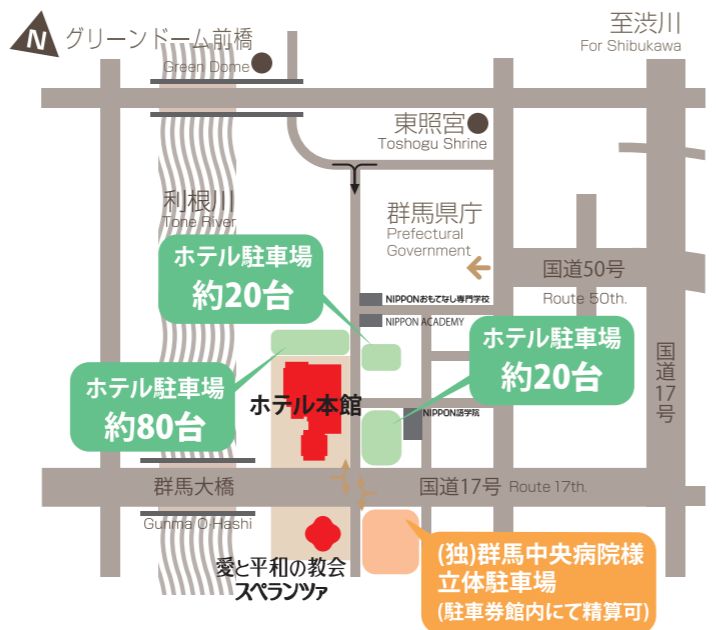 N
グリーンドーム前橋
Green Dome
至渋川
For Shibukawa
東照宮
Toshogu Shrine
利根川
Tone River
群馬県庁
Prefectural
Government
ホテル駐車場
約20台
国道50号
Route 50th.
NIPPONおもてなし専門学校
NIPPON ACADEMY
ホテル駐車場
約20台
国道17号
ホテル駐車場
約80台
ホテル本館
NIPPON語学院
群馬大橋
国道17号 Route 17th.
Gunma O-Hashi
愛と平和の教会
スペランツァ
(独)群馬中央病院様
立体駐車場
(駐車券館内にて精算可)